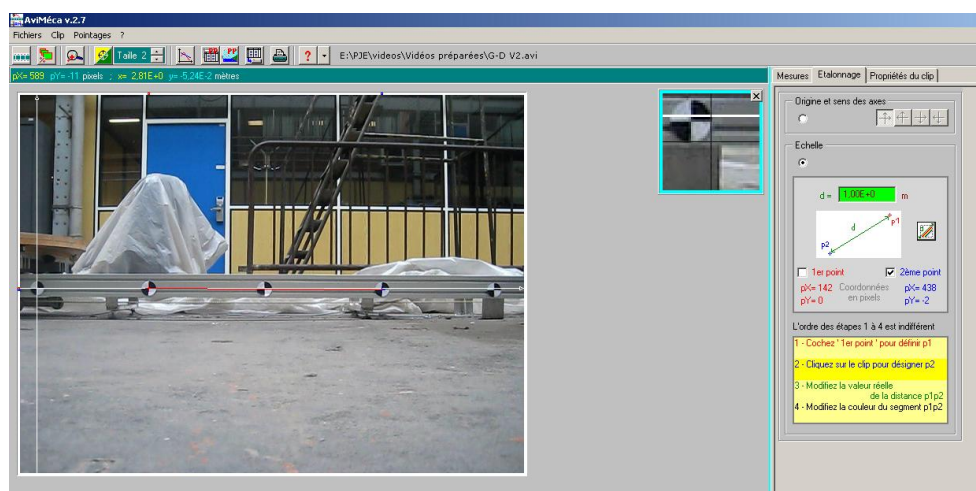 AviMéca v.2.7
Fichiers Clip Pointages ?
Taille 2 ? E:\PJE\videos\Vidéos préparées\G-D V2.avi
pX= 589 pY= -11 pixels ; x= 2,81E+0 y= -5,24E-2 mètres
Mesures Etalonnage Propriétés du clip
Origine et sens des axes
Echelle
d = 1,00E+0 m
d p1
p2
1er point 2ème point
pX= 142 Coordonnées pX= 438
pY= 0 en pixels pY= -2
L'ordre des étapes 1 à 4 est indifférent
1 - Cochez ' 1er point ' pour définir p1
2 - Cliquez sur le clip pour désigner p2
3 - Modifiez la valeur réelle
de la distance p1p2
4 - Modifiez la couleur du segment p1p2